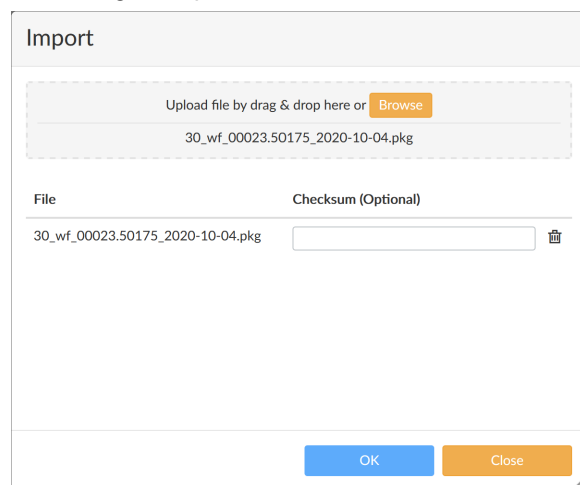 Import
Upload file by drag & drop here or Browse
30_wf_00023.50175_2020-10-04.pkg
File Checksum (Optional)
30_wf_00023.50175_2020-10-04.pkg
OK Close